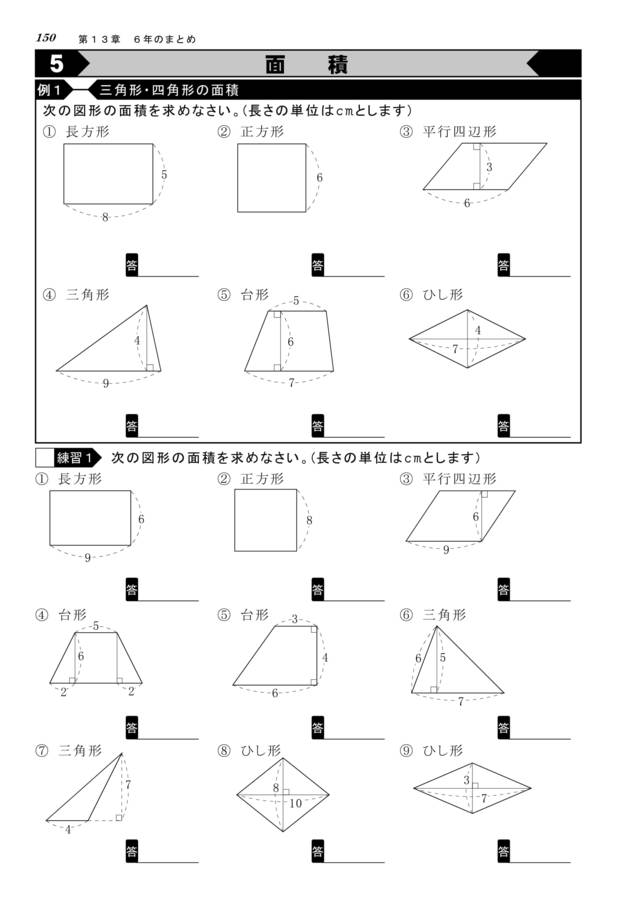 150 第13章 6年のまとめ
5 面積
例1 三角形・四角形の面積
次の図形の面積を求めなさい。(長さの単位はcmとします)
① 長方形 ② 正方形 ③ 平行四辺形
5 6 3
8 6
答 答 答
④ 三角形 ⑤ 台形 ⑥ ひし形
5
4 6 4
7
9 7
答 答 答
練習1 次の図形の面積を求めなさい。(長さの単位はcmとします)
① 長方形 ② 正方形 ③ 平行四辺形
6 8 6
9 9
答 答 答
④ 台形 ⑤ 台形 ⑥ 三角形
5 3
6 4 6 5
2 2 6 7
答 答 答
⑦ 三角形 ⑧ ひし形 ⑨ ひし形
7 8 3
4 10 7
答 答 答